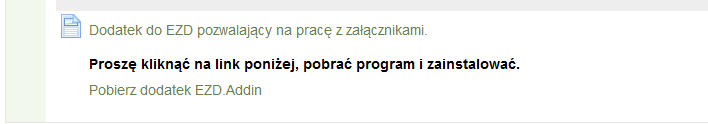 Dodatek do EZD pozwalający na pracę z załącznikami.
Proszę kliknąć na link poniżej, pobrać program i zainstalować.
Pobierz dodatek EZD.Addin